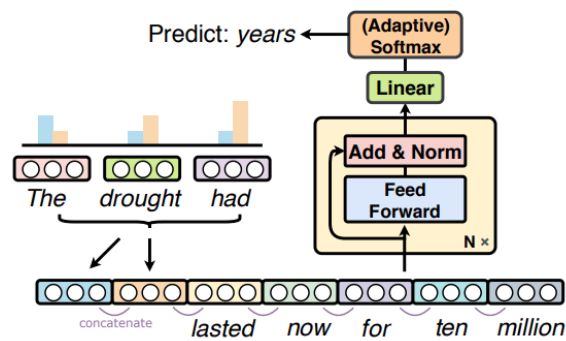 (Adaptive)
Softmax
Predict: years
Linear
Add & Norm
Feed
Forward
N ×
The drought had
concatenate
lasted now for ten million